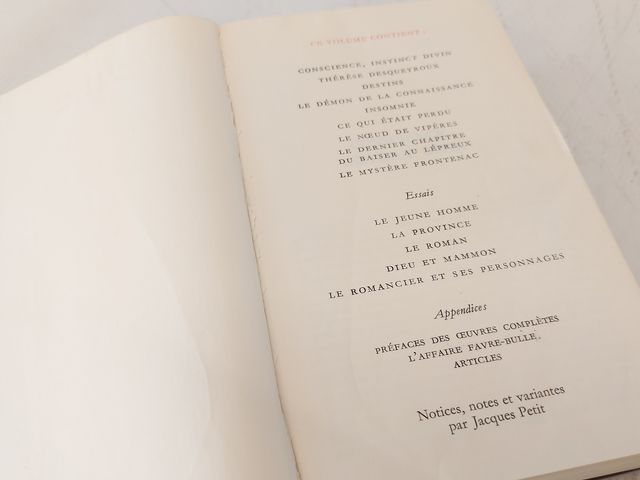 CE VOLUME CONTIENT :
CONSCIENCE, INSTINCT DIVIN
THÉRÈSE DESQUEYROUX
DESTINS
LE DÉMON DE LA CONNAISSANCE
INSOMNIE
CE QUI ÉTAIT PERDU
LE NŒUD DE VIPÈRES
LE DERNIER CHAPITRE
DU BAISER AU LÉPREUX
LE MYSTÈRE FRONTENAC
Essais
LE JEUNE HOMME
LA PROVINCE
LE ROMAN
DIEU ET MAMMON
LE ROMANCIER ET SES PERSONNAGES
Appendices
PRÉFACES DES ŒUVRES COMPLÈTES
L'AFFAIRE FAVRE-BULLE
ARTICLES
Notices, notes et variantes
par Jacques Petit